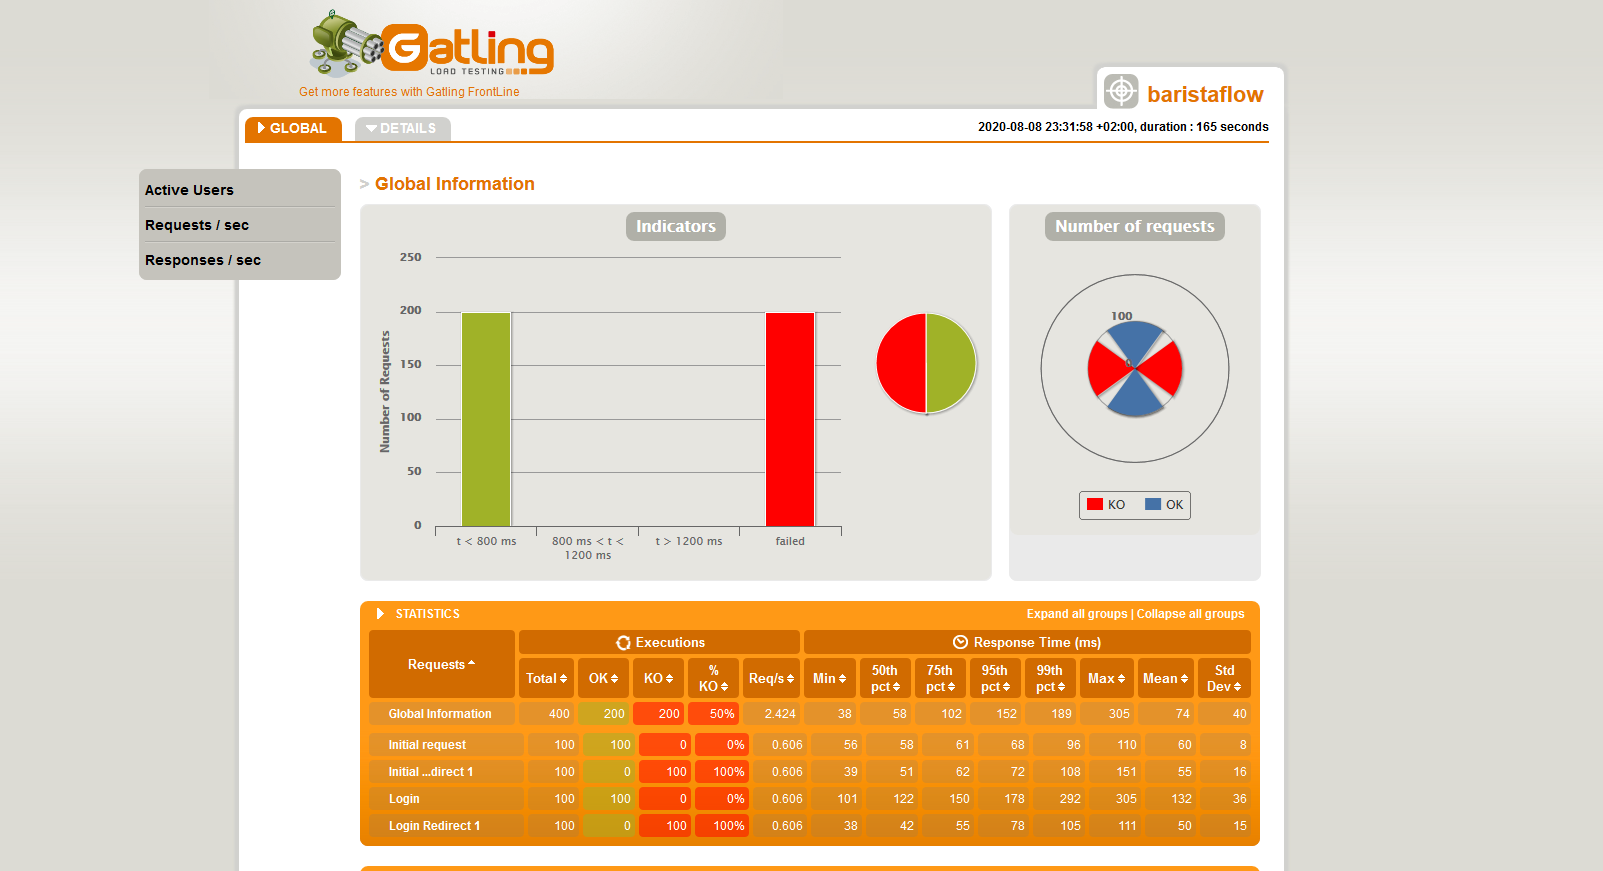 Gatling
LOAD TESTING
Get more features with Gatling FrontLine
baristaflow
GLOBAL
DETAILS
2020-08-08 23:31:58 +02:00, duration : 165 seconds
Active Users
Requests / sec
Responses / sec
> Global Information
Indicators
Number of Requests
250
200
150
100
50
0
t < 800 ms
800 ms < t <
1200 ms
t > 1200 ms
failed
Number of requests
100
0
KO OK
STATISTICS
Expand all groups | Collapse all groups
Requests
Executions
Response Time (ms)
Total OK KO % KO Req/s Min 50th pct 75th pct 95th pct 99th pct Max Mean Std Dev
Global Information 400 200 200 50% 2.424 38 58 102 152 189 305 74 40
Initial request 100 100 0 0% 0.606 56 58 61 68 96 110 60 8
Initial ...direct 1 100 0 100 100% 0.606 39 51 62 72 108 151 55 16
Login 100 100 0 0% 0.606 101 122 150 178 292 305 132 36
Login Redirect 1 100 0 100 100% 0.606 38 42 55 78 105 111 50 15